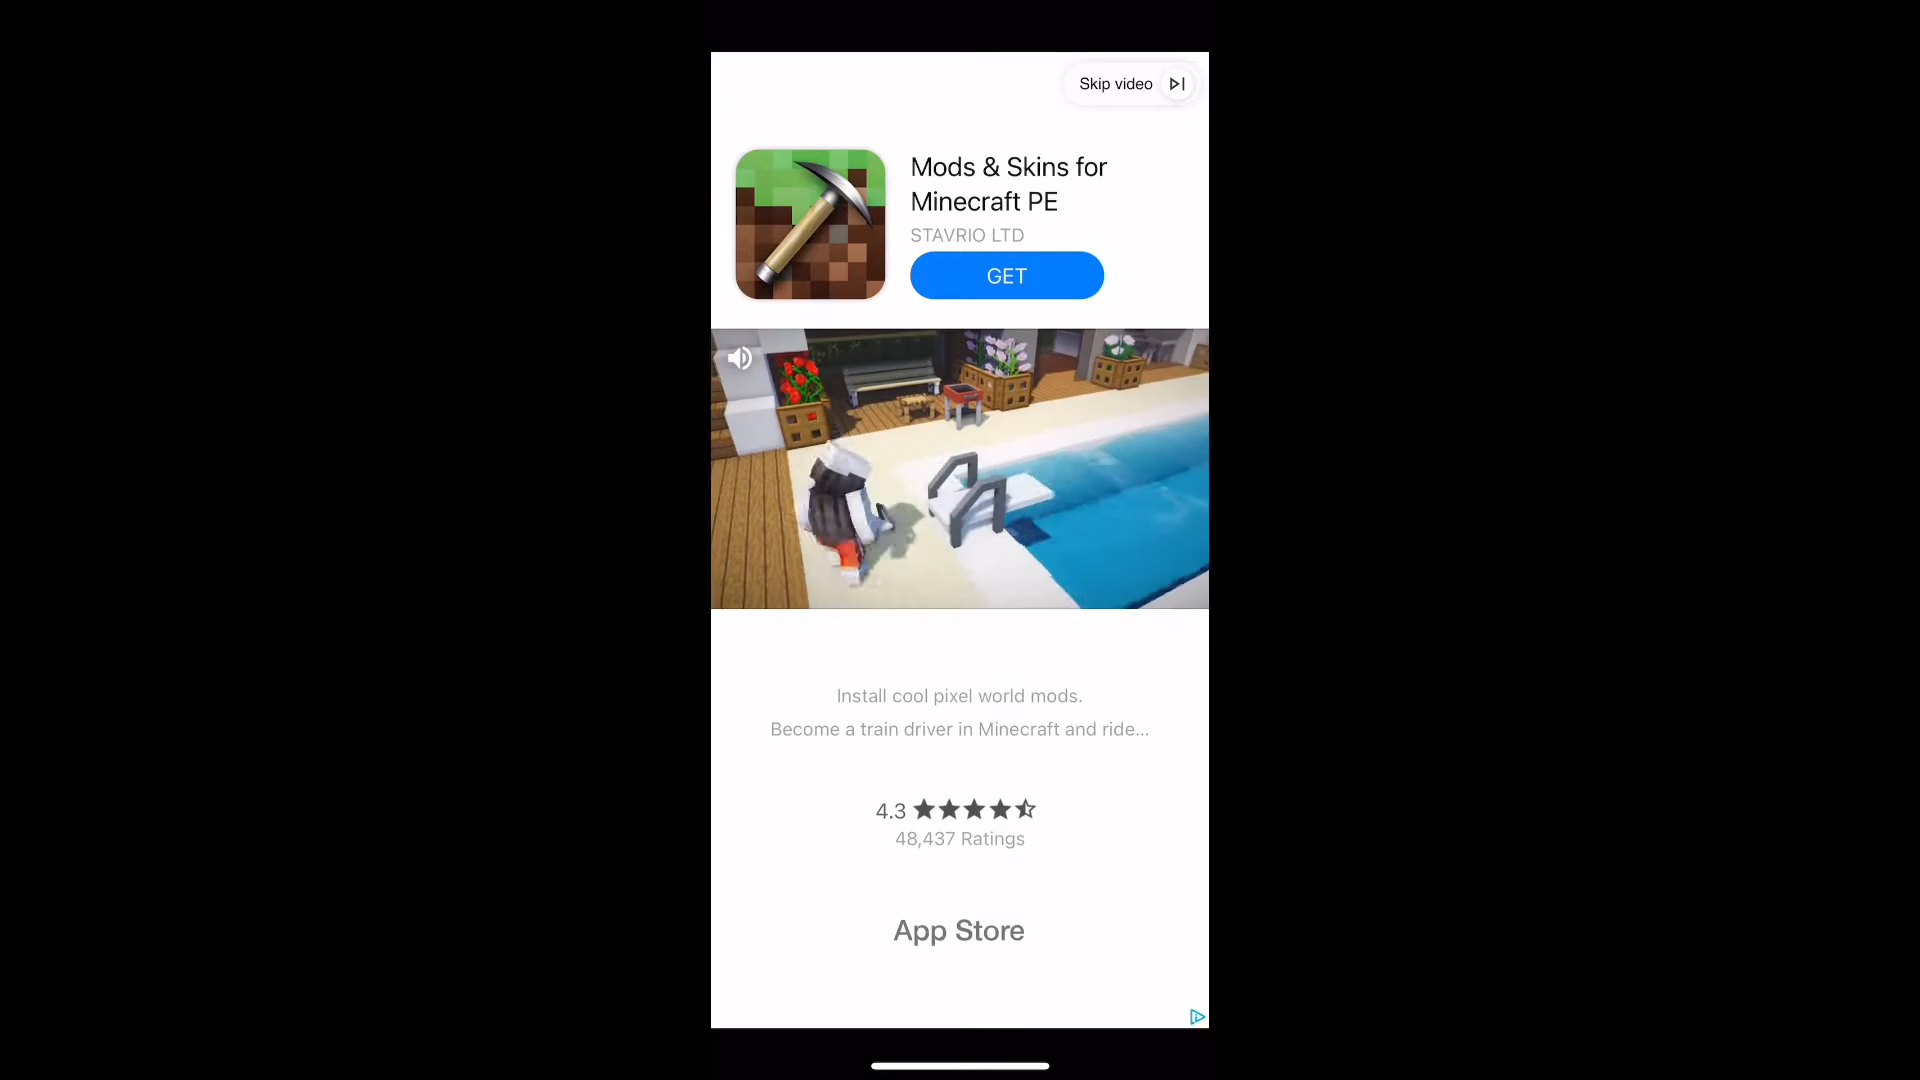 Skip video
Mods & Skins for
Minecraft PE
STAVRIO LTD
GET
Install cool pixel world mods.
Become a train driver in Minecraft and ride...
4.3
48,437 Ratings
App Store